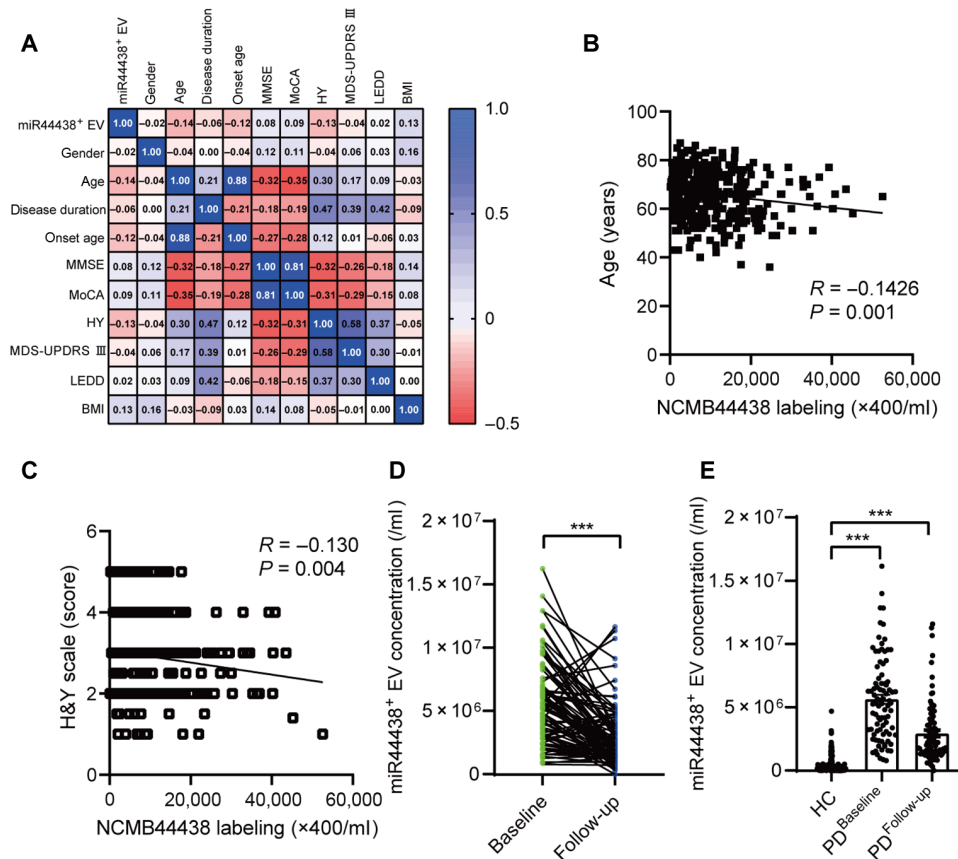 A
miR44438⁺ EV
Gender
Age
Disease duration
Onset age
MMSE
MoCA
HY
MDS-UPDRS Ⅲ
LEDD
BMI
miR44438⁺ EV 1.00 −0.02 −0.14 −0.06 −0.12 0.08 0.09 −0.13 −0.04 0.02 0.13
Gender −0.02 1.00 −0.04 0.00 −0.04 0.12 0.11 −0.04 0.06 0.03 0.16
Age −0.14 −0.04 1.00 0.21 0.88 −0.32 −0.35 0.30 0.17 0.09 −0.03
Disease duration −0.06 0.00 0.21 1.00 −0.21 −0.18 −0.19 0.47 0.39 0.42 −0.09
Onset age −0.12 −0.04 0.88 −0.21 1.00 −0.27 −0.28 0.12 0.01 −0.06 0.03
MMSE 0.08 0.12 −0.32 −0.18 −0.27 1.00 0.81 −0.32 −0.26 −0.18 0.14
MoCA 0.09 0.11 −0.35 −0.19 −0.28 0.81 1.00 −0.31 −0.29 −0.15 0.08
HY −0.13 −0.04 0.30 0.47 0.12 −0.32 −0.31 1.00 0.58 0.37 −0.05
MDS-UPDRS Ⅲ −0.04 0.06 0.17 0.39 0.01 −0.26 −0.29 0.58 1.00 0.30 −0.01
LEDD 0.02 0.03 0.09 0.42 −0.06 −0.18 −0.15 0.37 0.30 1.00 0.00
BMI 0.13 0.16 −0.03 −0.09 0.03 0.14 0.08 −0.05 −0.01 0.00 1.00
1.0
0.5
0
−0.5
B
Age (years)
100
80
60
40
20
0
R = −0.1426
P = 0.001
0 20,000 40,000 60,000
NCMB44438 labeling (×400/ml)
C
H&Y scale (score)
6
4
2
0
R = −0.130
P = 0.004
0 20,000 40,000 60,000
NCMB44438 labeling (×400/ml)
D
miR44438⁺ EV concentration (/ml)
2 × 10⁷
1 × 10⁷
1 × 10⁷
5 × 10⁶
0
***
Baseline
Follow-up
E
miR44438⁺ EV concentration (/ml)
2 × 10⁷
1 × 10⁷
1 × 10⁷
5 × 10⁶
0
***
***
HC
PD^Baseline
PD^Follow-up